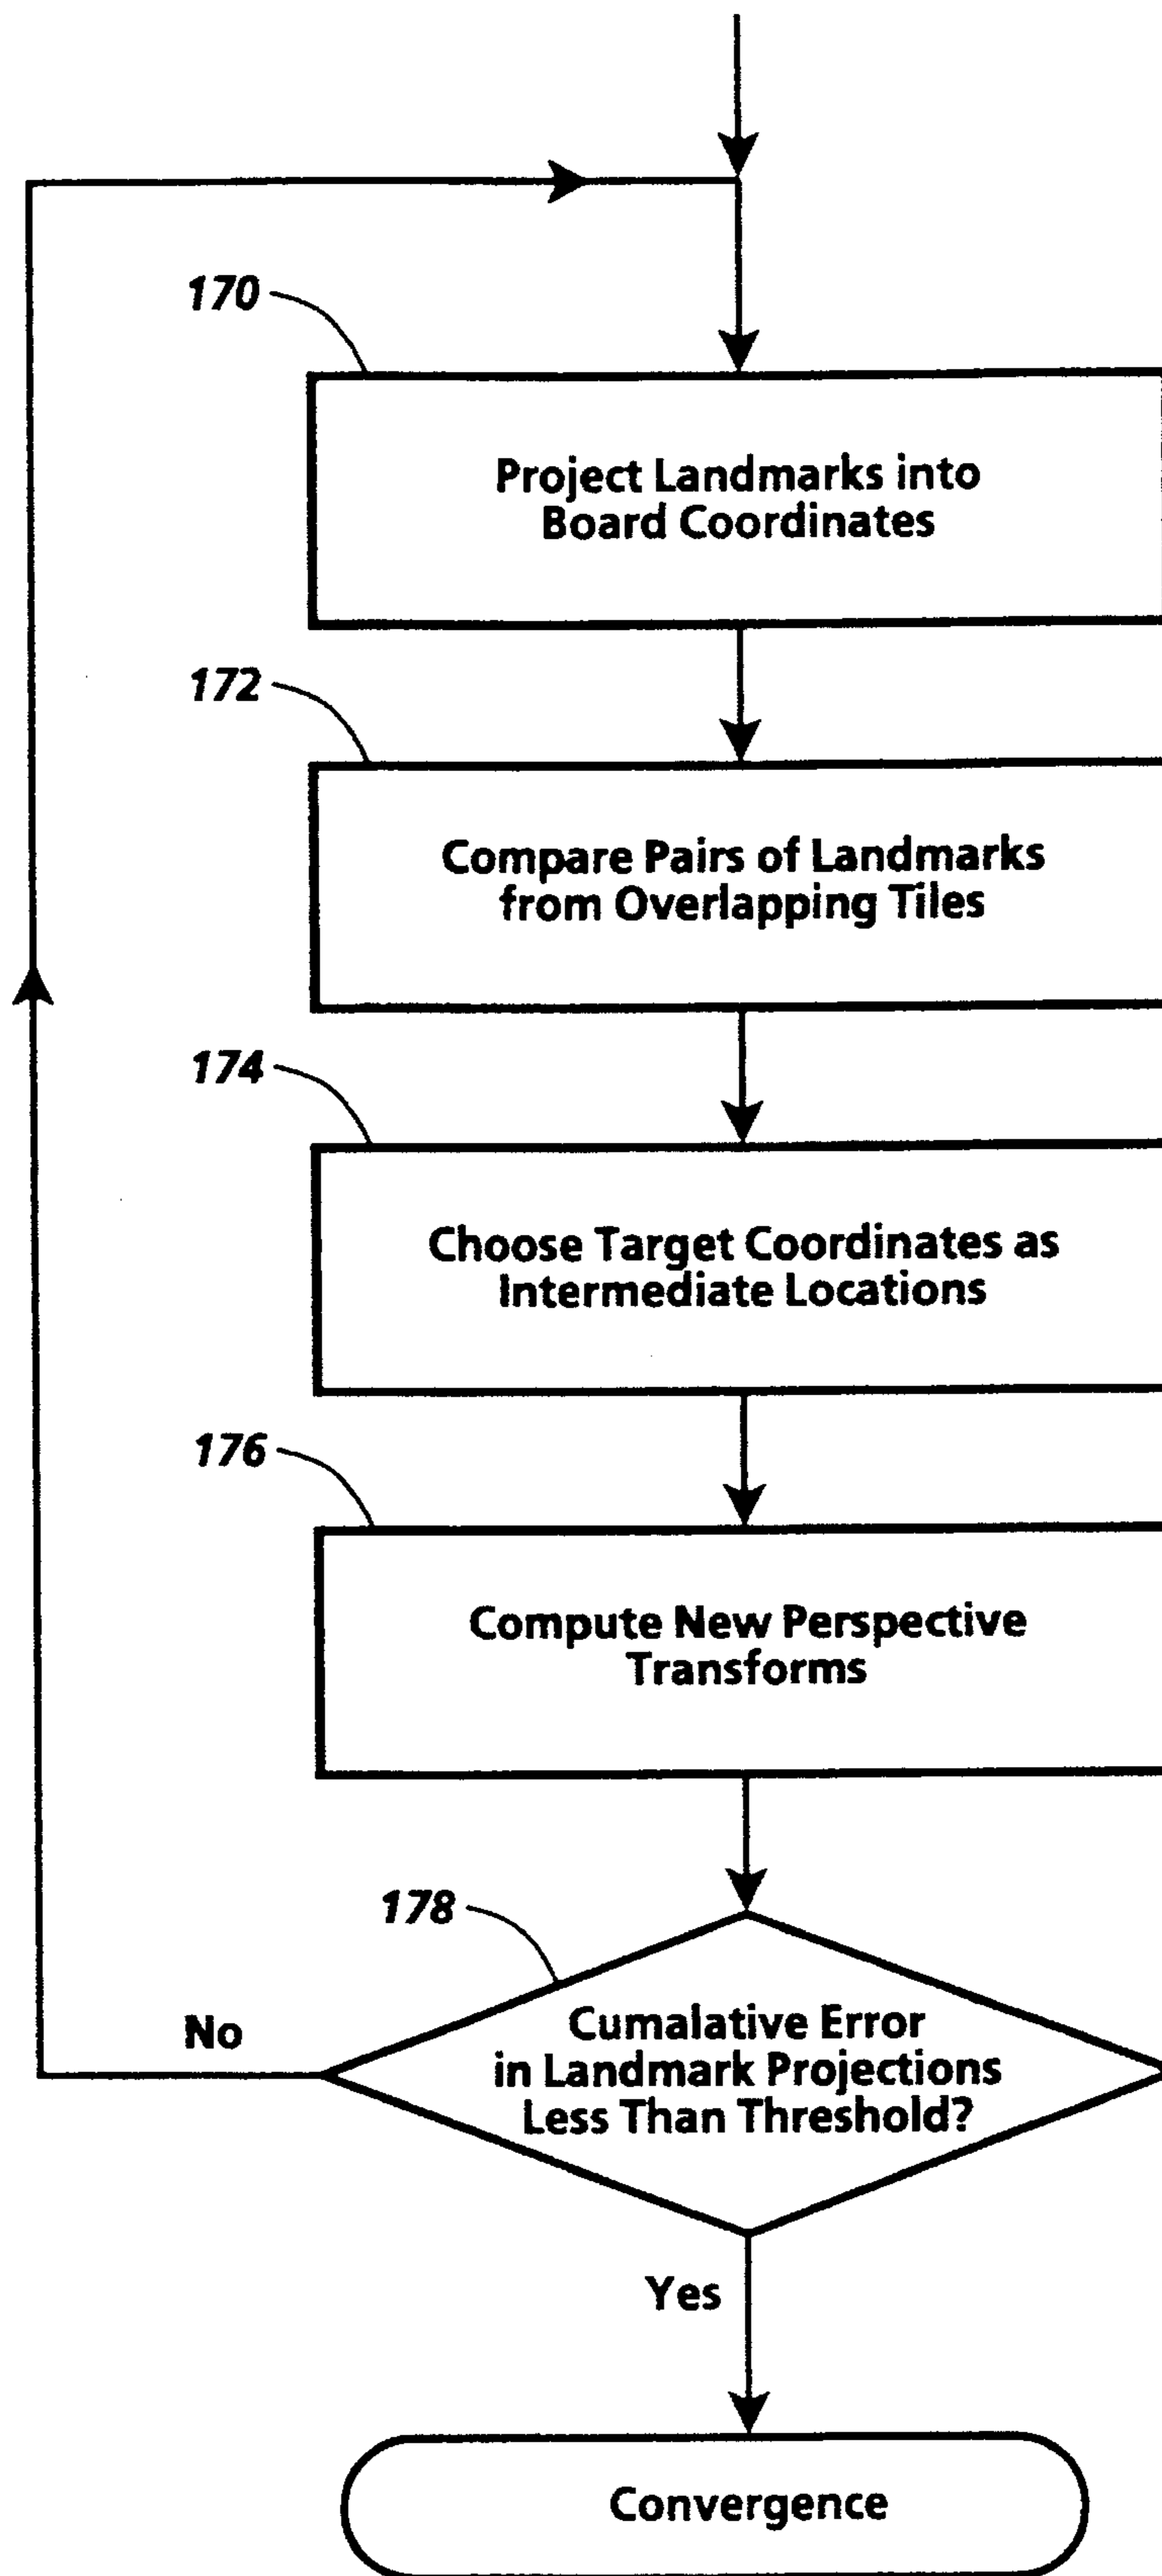 170
Project Landmarks into
Board Coordinates
172
Compare Pairs of Landmarks
from Overlapping Tiles
174
Choose Target Coordinates as
Intermediate Locations
176
Compute New Perspective
Transforms
178
Cumalative Error
in Landmark Projections
Less Than Threshold?
No
Yes
Convergence